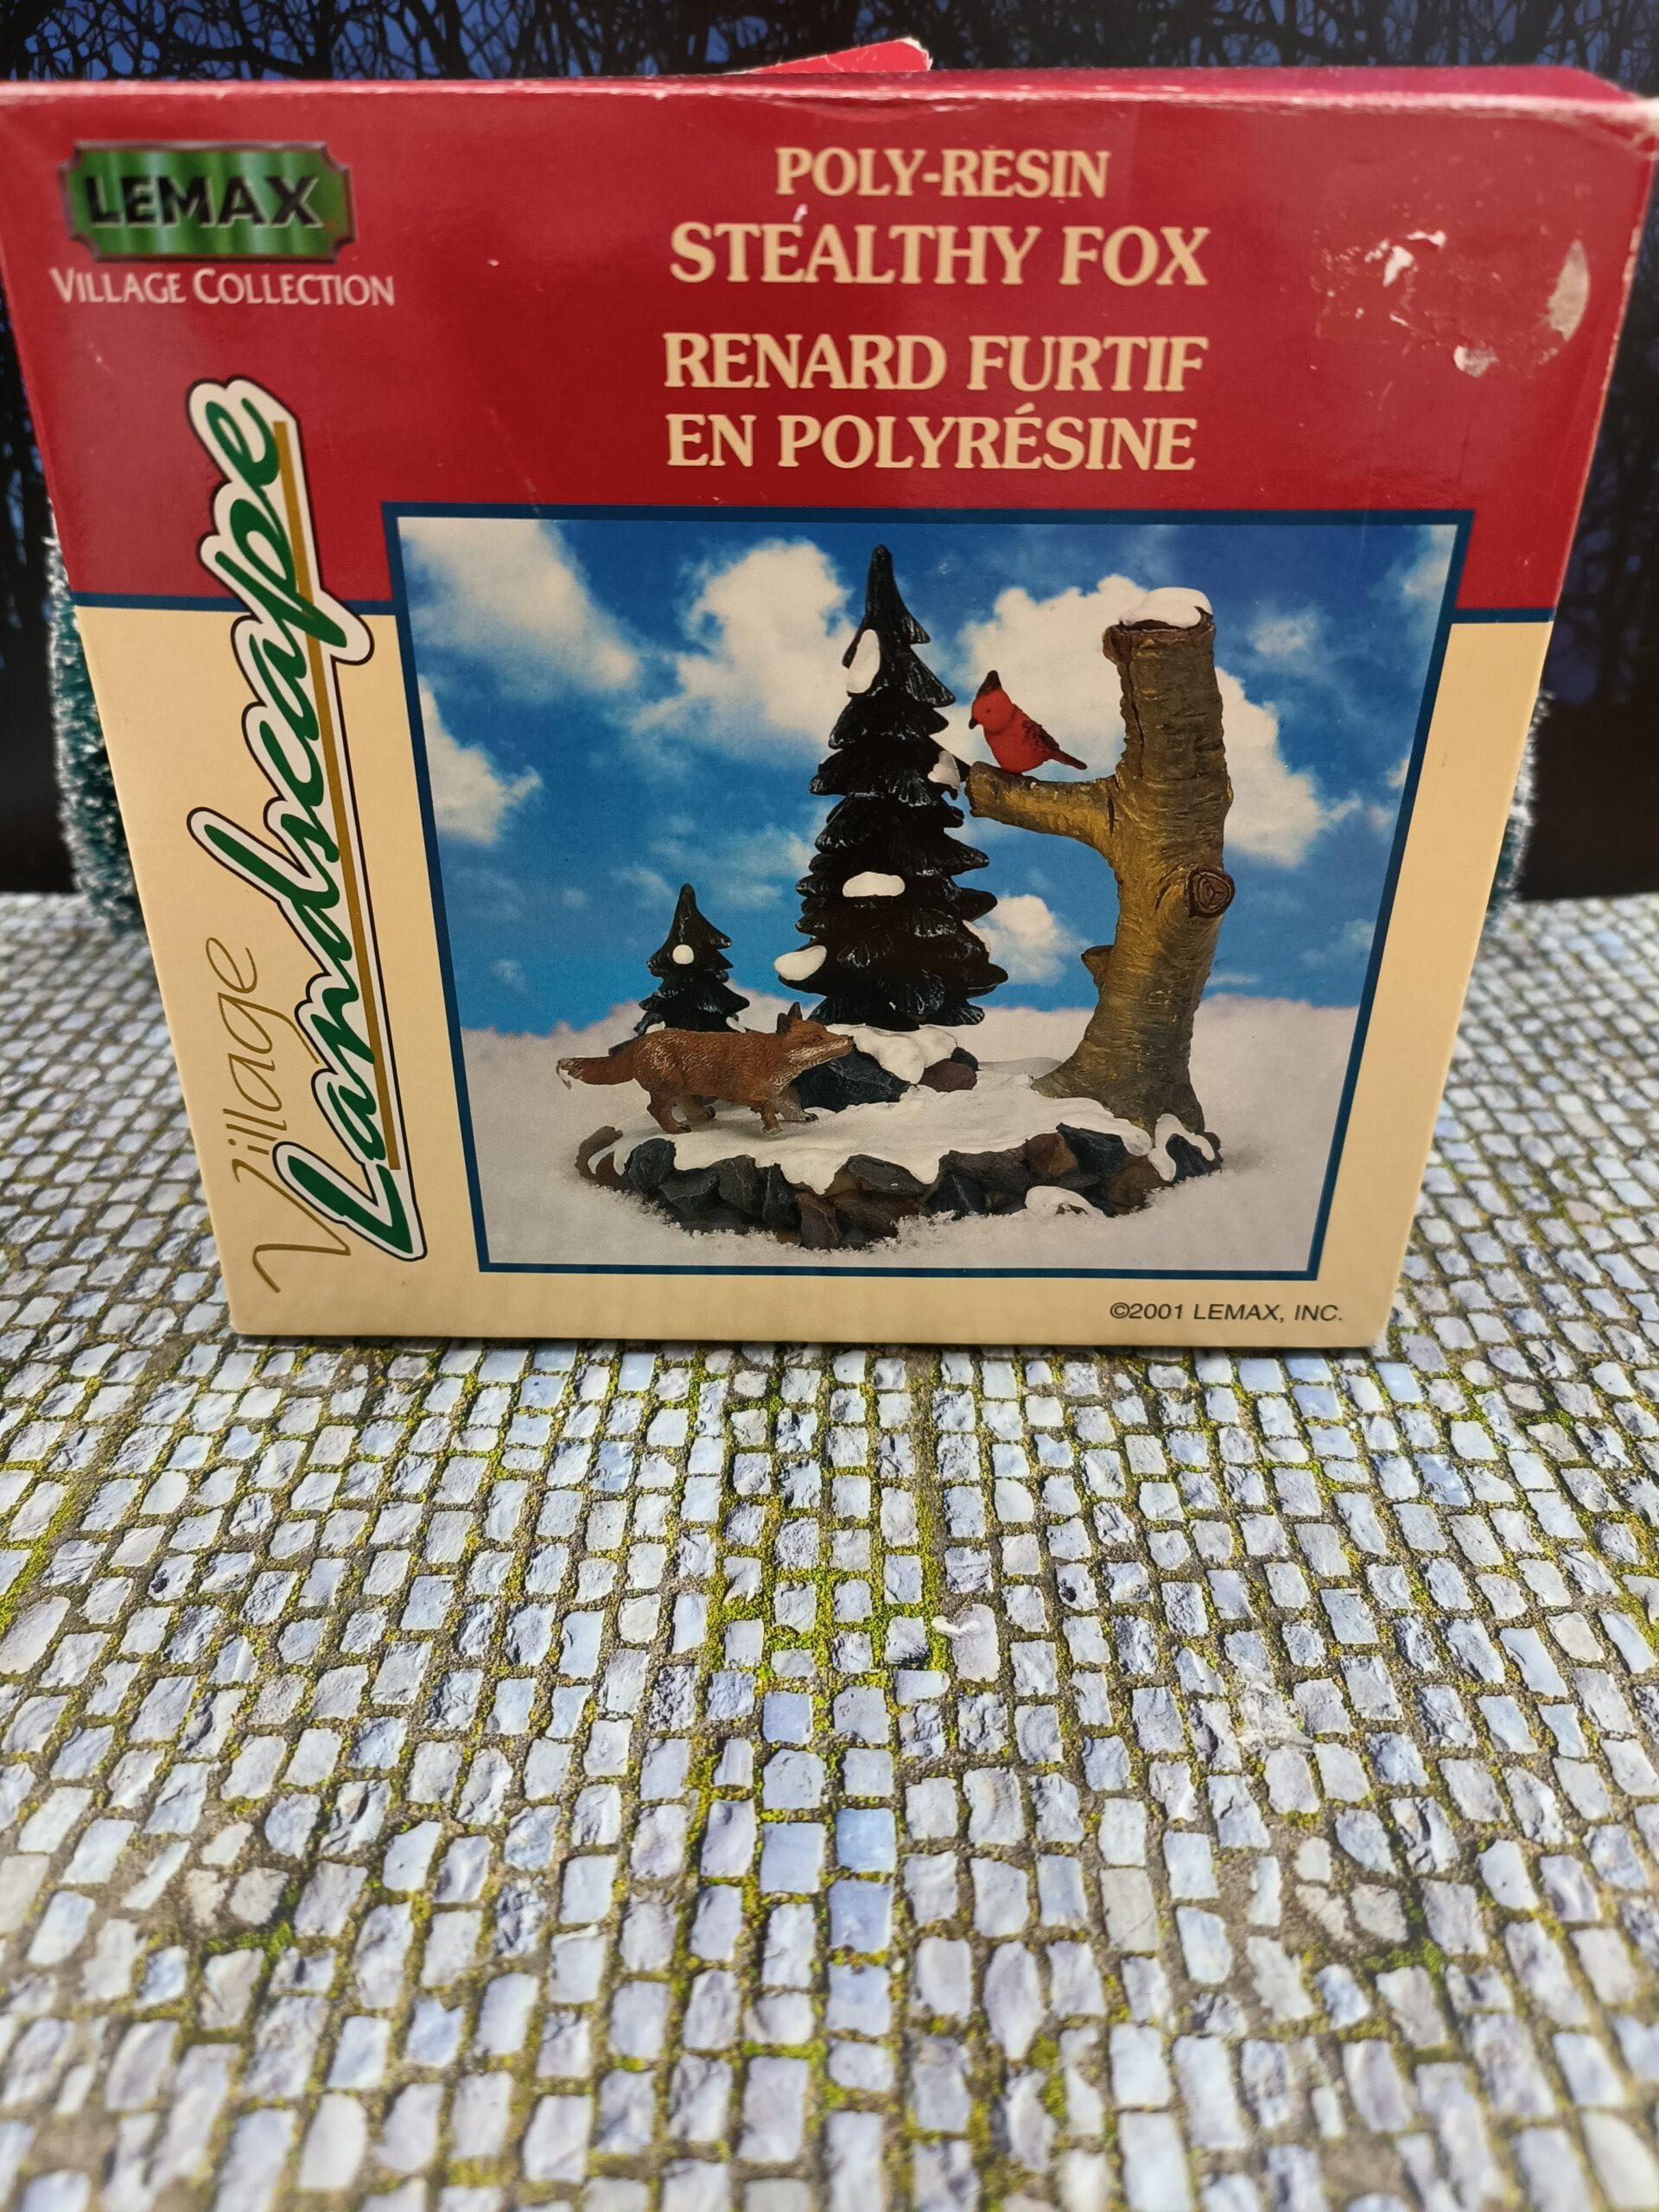 LEMAX
VILLAGE COLLECTION
POLY-RESIN
STEALTHY FOX
RENARD FURTIF
EN POLYRÉSINE
Village
Landscape
©2001 LEMAX, INC.